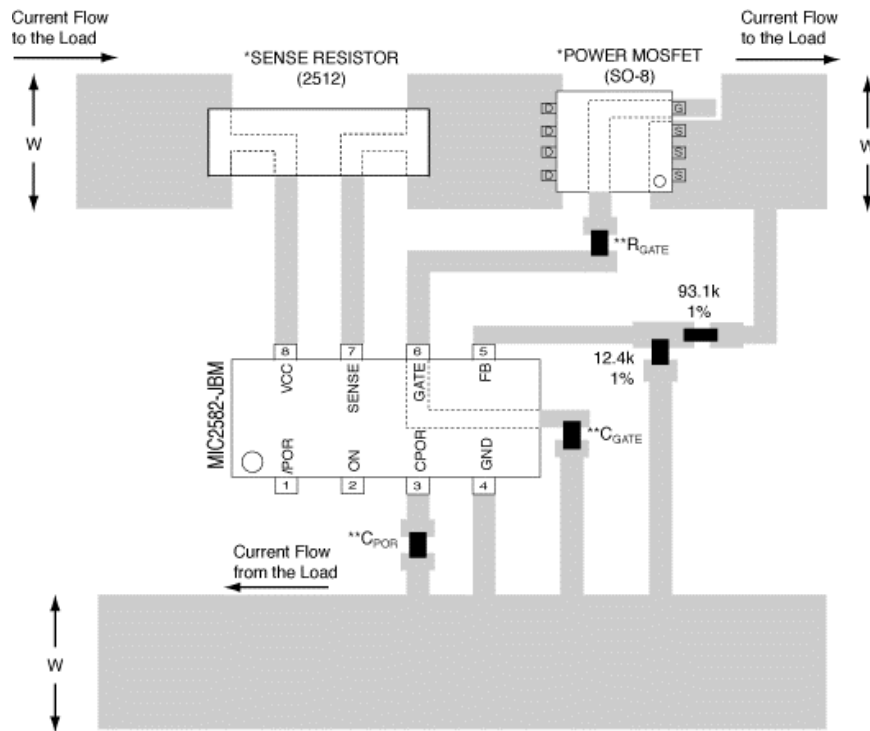 Current Flow
to the Load
*SENSE RESISTOR
(2512)
*POWER MOSFET
(SO-8)
Current Flow
to the Load
W
W
D
D
D
D
G
S
S
S
**RGATE
93.1k
1%
12.4k
1%
8
7
6
5
VCC
SENSE
GATE
FB
MIC2582-JBM
/POR
ON
CPOR
GND
1
2
3
4
**CGATE
**CPOR
Current Flow
from the Load
W